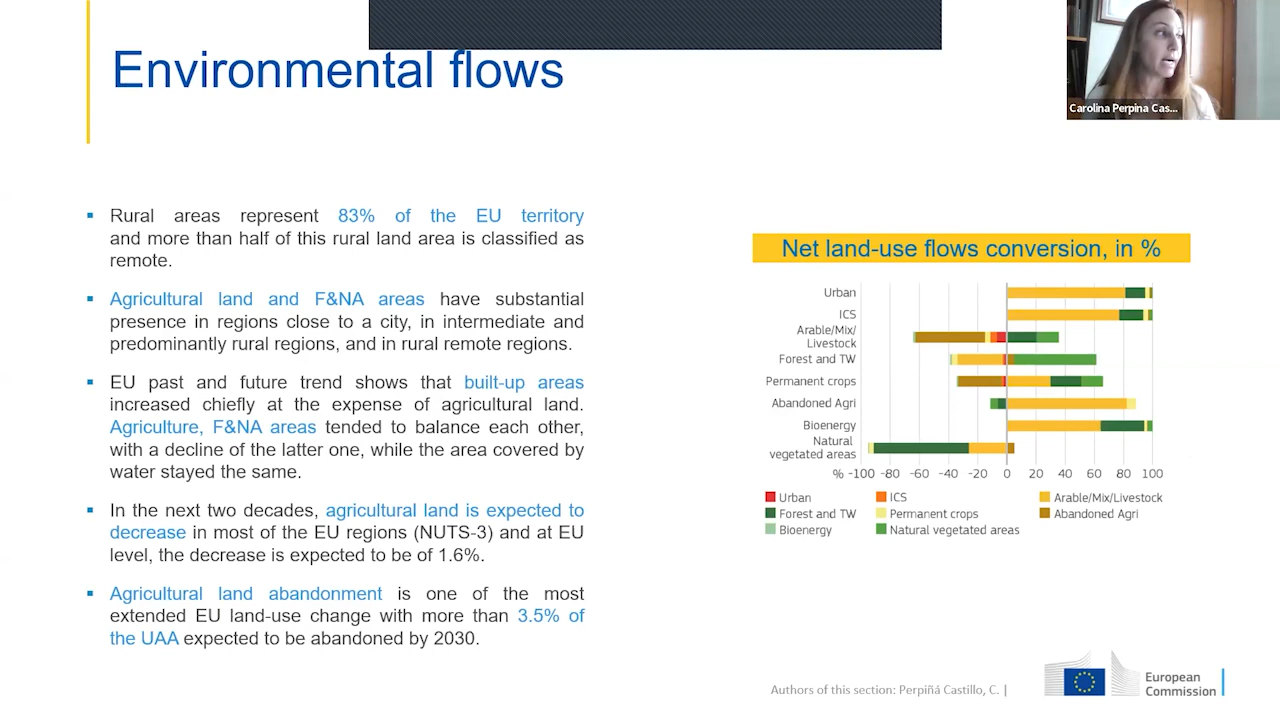 Environmental flows
Carolina Perpina Cas...
▪ Rural areas represent 83% of the EU territory
and more than half of this rural land area is classified as
remote.
▪ Agricultural land and F&NA areas have substantial
presence in regions close to a city, in intermediate and
predominantly rural regions, and in rural remote regions.
▪ EU past and future trend shows that built-up areas
increased chiefly at the expense of agricultural land.
Agriculture, F&NA areas tended to balance each other,
with a decline of the latter one, while the area covered by
water stayed the same.
▪ In the next two decades, agricultural land is expected to
decrease in most of the EU regions (NUTS-3) and at EU
level, the decrease is expected to be of 1.6%.
▪ Agricultural land abandonment is one of the most
extended EU land-use change with more than 3.5% of
the UAA expected to be abandoned by 2030.
Net land-use flows conversion, in %
Urban
ICS
Arable/Mix/
Livestock
Forest and TW
Permanent crops
Abandoned Agri
Bioenergy
Natural
vegetated areas
% -100 -80 -60 -40 -20 0 20 40 60 80 100
Urban ICS Arable/Mix/Livestock
Forest and TW Permanent crops Abandoned Agri
Bioenergy Natural vegetated areas
Authors of this section: Perpiñá Castillo, C. |
European
Commission